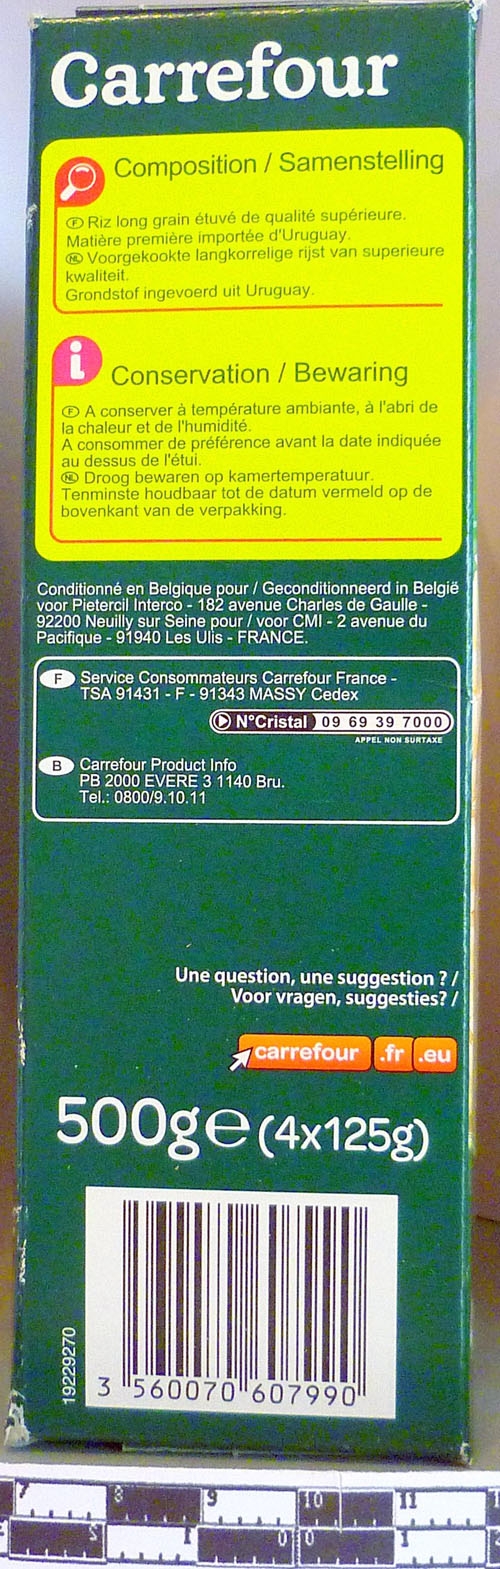 Carrefour
Composition / Samenstelling
F Riz long grain étuvé de qualité supérieure.
Matière première importée d'Uruguay.
NL Voorgekookte langkorrelige rijst van superieure
kwaliteit.
Grondstof ingevoerd uit Uruguay.
i
Conservation / Bewaring
F A conserver à température ambiante, à l'abri de
la chaleur et de l'humidité.
A consommer de préférence avant la date indiquée
au dessus de l'étui.
NL Droog bewaren op kamertemperatuur.
Tenminste houdbaar tot de datum vermeld op de
bovenkant van de verpakking.
Conditionné en Belgique pour / Geconditionneerd in België
voor Pietercil Interco - 182 avenue Charles de Gaulle -
92200 Neuilly sur Seine pour / voor CMI - 2 avenue du
Pacifique - 91940 Les Ulis - FRANCE.
F Service Consommateurs Carrefour France -
TSA 91431 - F - 91343 MASSY Cedex
N°Cristal 09 69 39 7000
APPEL NON SURTAXE
B Carrefour Product Info
PB 2000 EVERE 3 1140 Bru.
Tel.: 0800/9.10.11
Une question, une suggestion ? /
Voor vragen, suggesties? /
carrefour .fr .eu
500g e (4x125g)
19229270
3 560070 607990
7 8 9 10 11
0 0 1